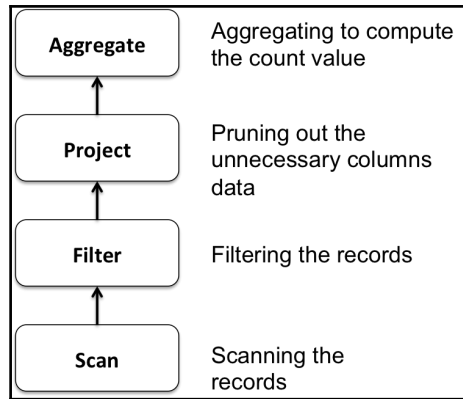 Aggregate
Aggregating to compute
the count value
Project
Pruning out the
unnecessary columns
data
Filter
Filtering the records
Scan
Scanning the
records